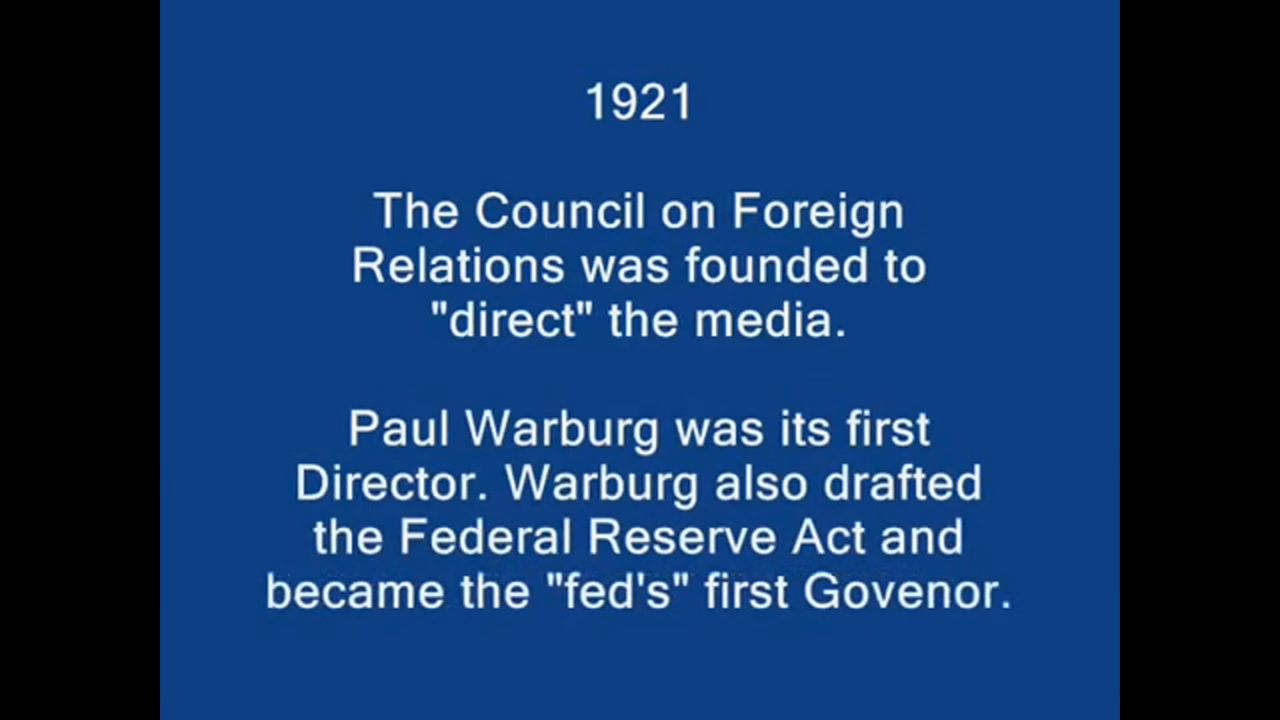 1921
The Council on Foreign
Relations was founded to
"direct" the media.
Paul Warburg was its first
Director. Warburg also drafted
the Federal Reserve Act and
became the "fed's" first Govenor.